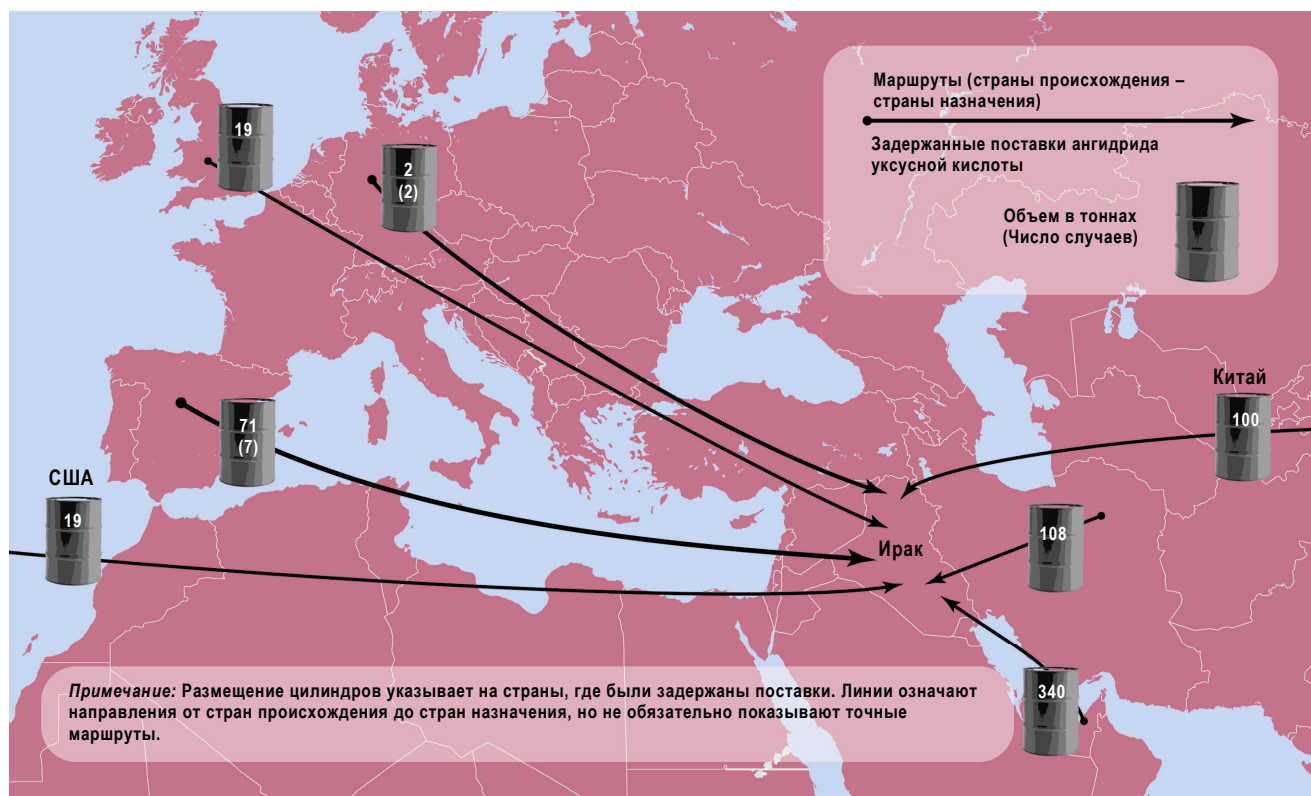 Маршруты (страны происхождения –
страны назначения)
Задержанные поставки ангидрида
уксусной кислоты
Объем в тоннах
(Число случаев)
19
2
(2)
Китай
100
71
(7)
США
19
108
Ирак
340
Примечание: Размещение цилиндров указывает на страны, где были задержаны поставки. Линии означают
направления от стран происхождения до стран назначения, но не обязательно показывают точные
маршруты.